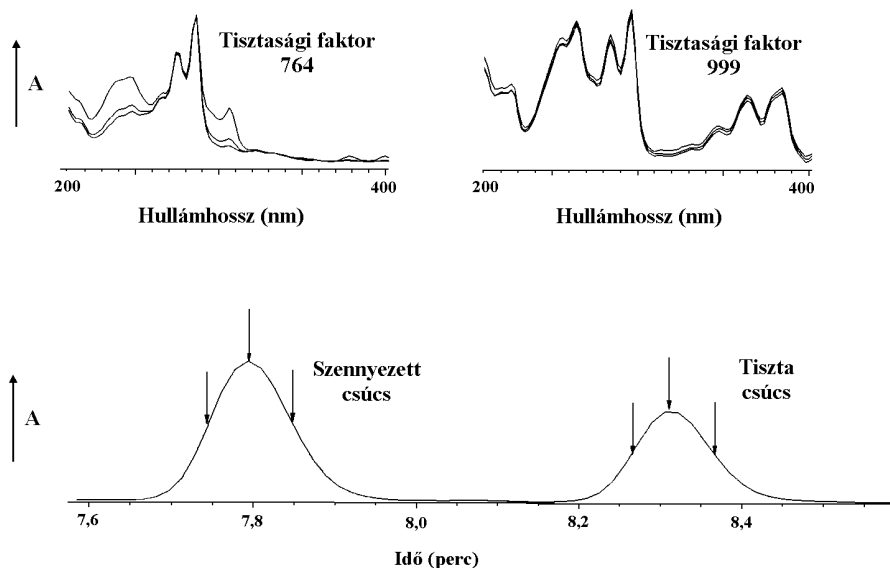 Tisztasági faktor
764
A
200
400
Hullámhossz (nm)
Tisztasági faktor
999
200
400
Hullámhossz (nm)
Szennyezett
csúcs
Tiszta
csúcs
A
7,6
7,8
8,0
8,2
8,4
Idő (perc)